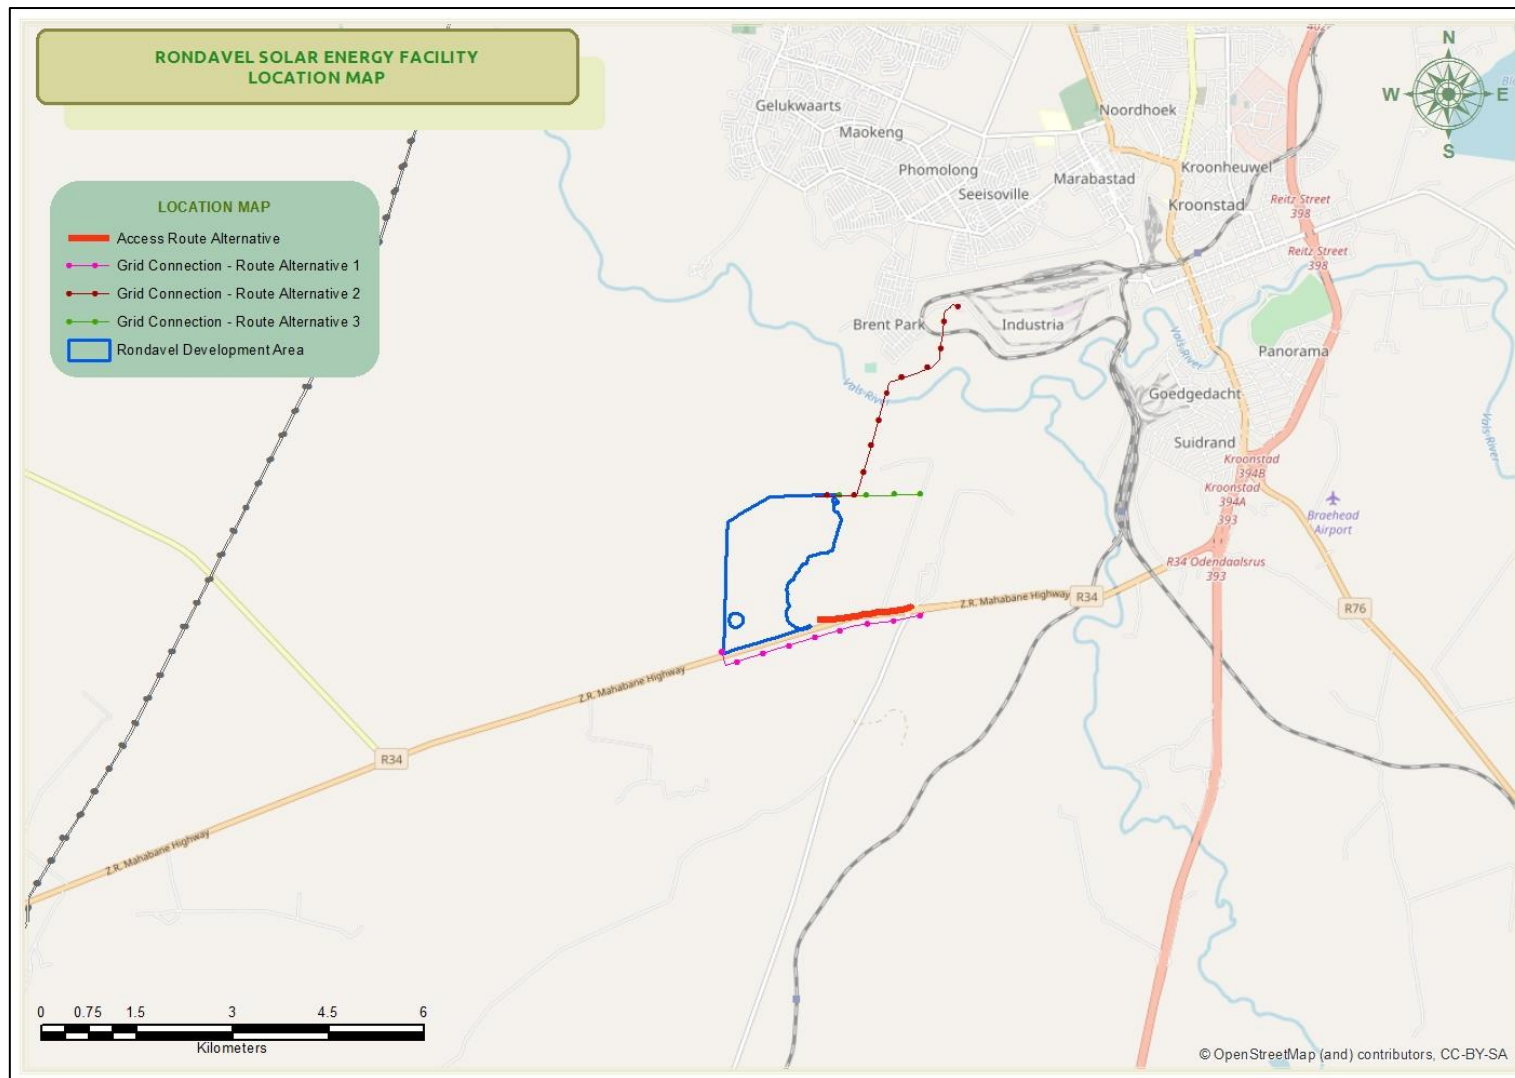 RONDAVEL SOLAR ENERGY FACILITY
LOCATION MAP
N
W
E
S
LOCATION MAP
Access Route Alternative
Grid Connection - Route Alternative 1
Grid Connection - Route Alternative 2
Grid Connection - Route Alternative 3
Rondavel Development Area
Gelukwaarts
Maokeng
Phomolong
Seeisoville
Marabastad
Noordhoek
Kroonheuwel
Kroonstad
Reitz Street
398
Reitz Street
398
Brent Park
Industria
Vals River
Vals River
Vals River
Panorama
Goedgedacht
Suidrand
Kroonstad
394B
Kroonstad
394A
393
Braehead
Airport
R34 Odendaalsrus
393
Z.R. Mahabane Highway
R34
R76
Z.R. Mahabane Highway
R34
Z.R. Mahabane Highway
0 0.75 1.5 3 4.5 6
Kilometers
© OpenStreetMap (and) contributors, CC-BY-SA